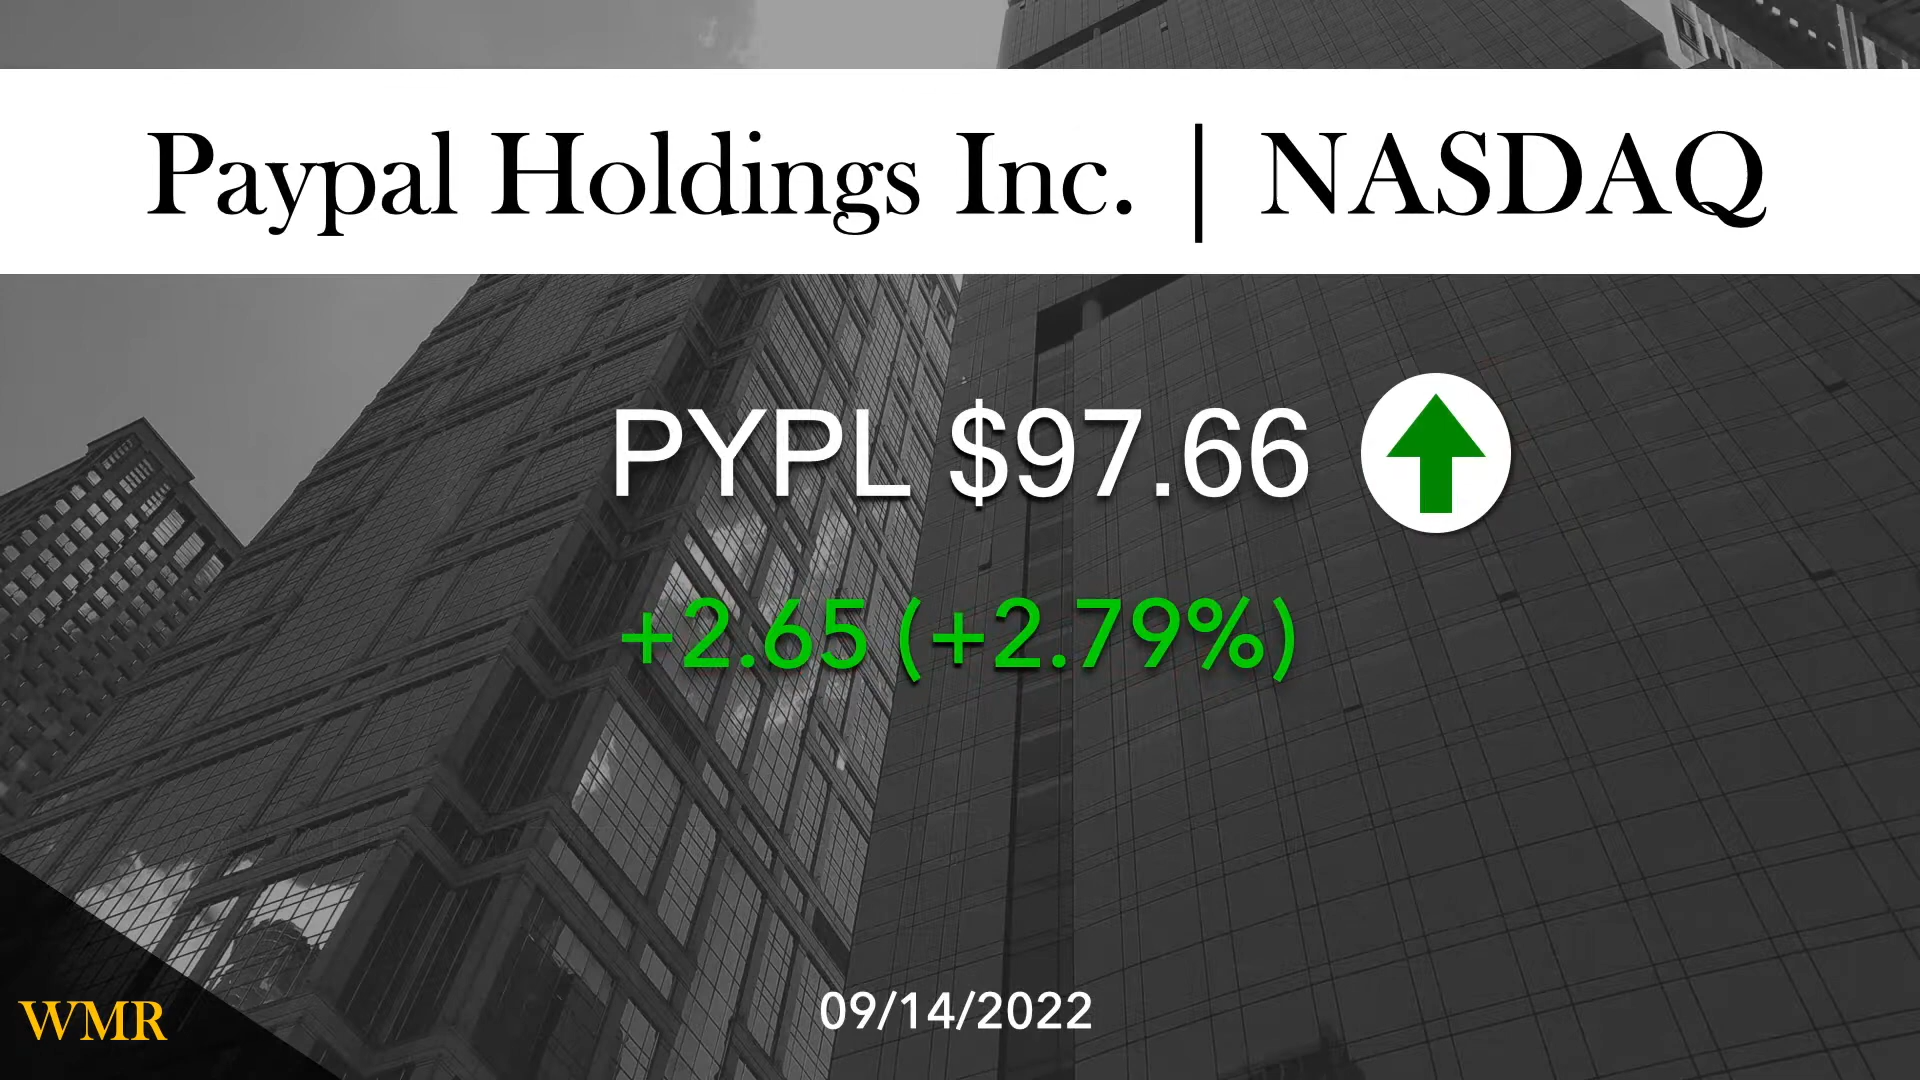 Paypal Holdings Inc. | NASDAQ
PYPL $97.66
+2.65 (+2.79%)
09/14/2022
WMR